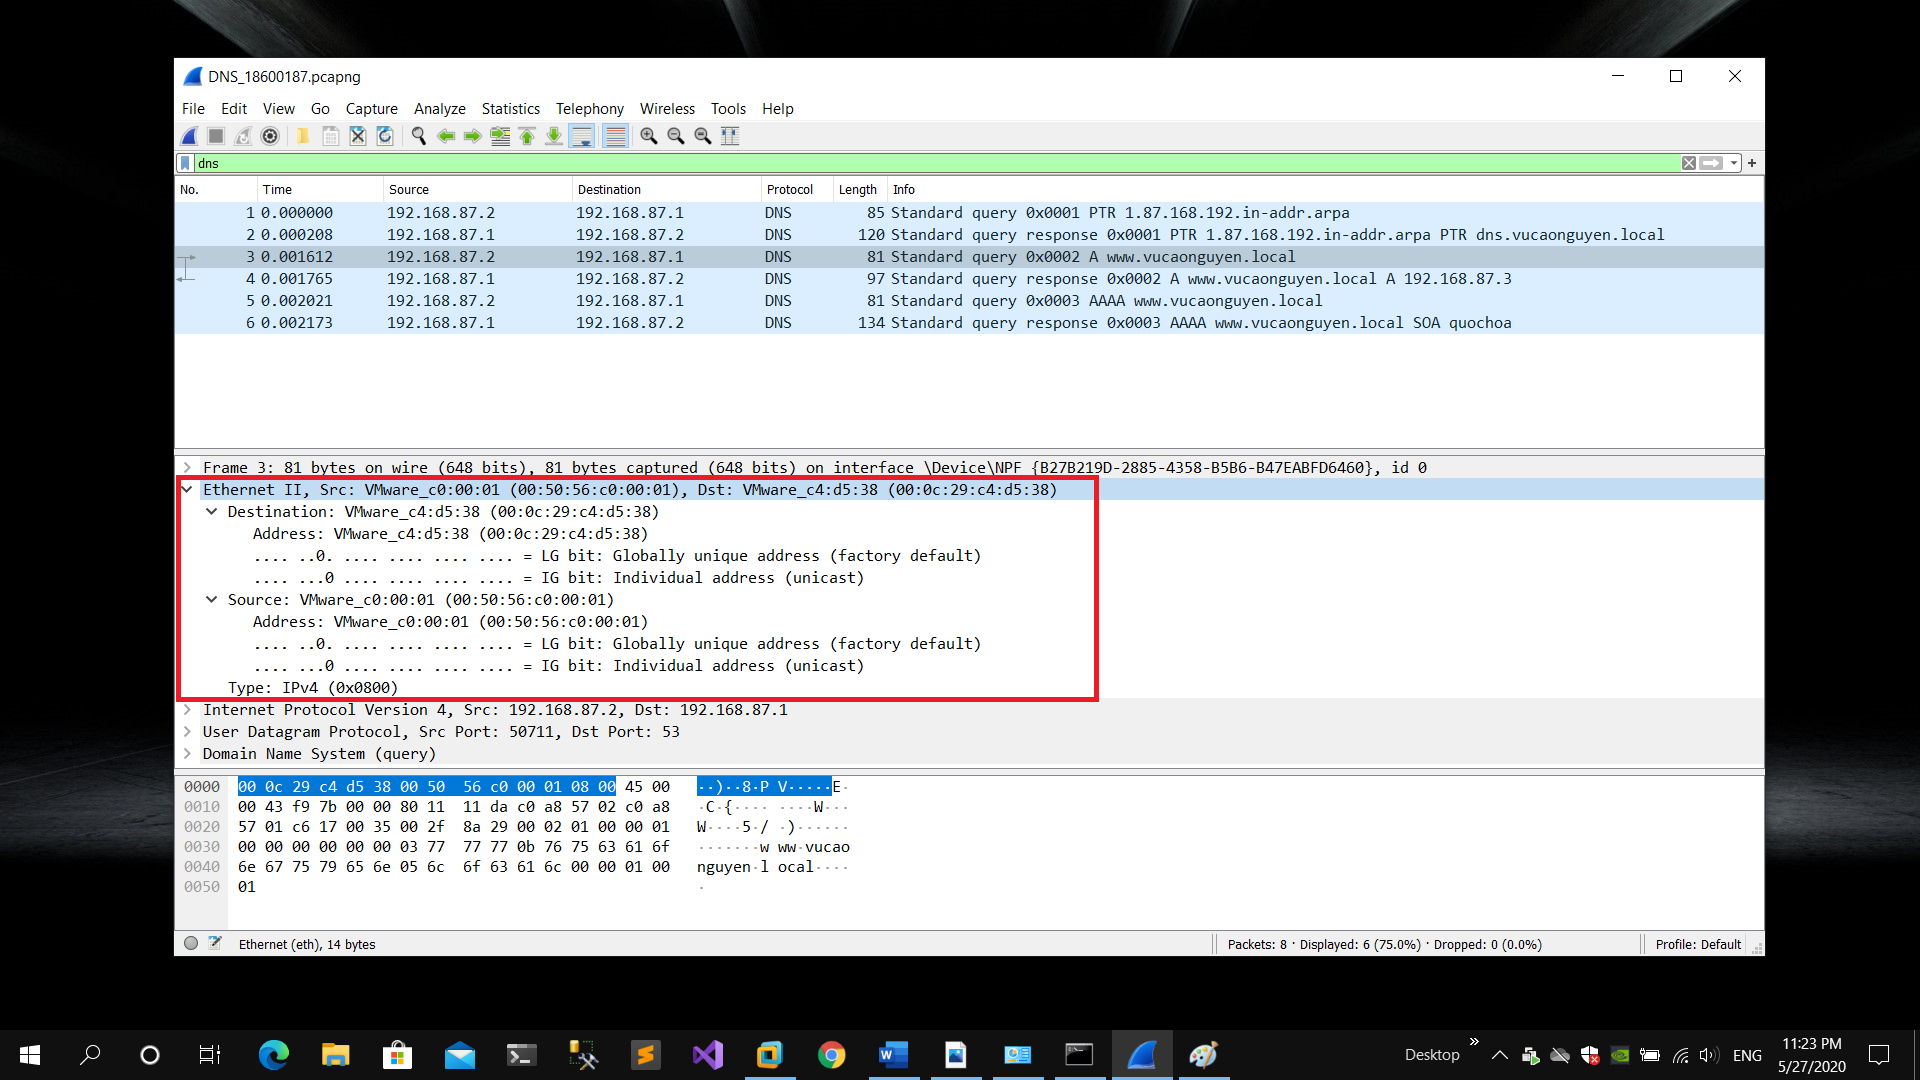 DNS_18600187.pcapng
File Edit View Go Capture Analyze Statistics Telephony Wireless Tools Help
dns
No. Time Source Destination Protocol Length Info
1 0.000000 192.168.87.2 192.168.87.1 DNS 85 Standard query 0x0001 PTR 1.87.168.192.in-addr.arpa
2 0.000208 192.168.87.1 192.168.87.2 DNS 120 Standard query response 0x0001 PTR 1.87.168.192.in-addr.arpa PTR dns.vucaonguyen.local
3 0.001612 192.168.87.2 192.168.87.1 DNS 81 Standard query 0x0002 A www.vucaonguyen.local
4 0.001765 192.168.87.1 192.168.87.2 DNS 97 Standard query response 0x0002 A www.vucaonguyen.local A 192.168.87.3
5 0.002021 192.168.87.2 192.168.87.1 DNS 81 Standard query 0x0003 AAAA www.vucaonguyen.local
6 0.002173 192.168.87.1 192.168.87.2 DNS 134 Standard query response 0x0003 AAAA www.vucaonguyen.local SOA quochoa
Frame 3: 81 bytes on wire (648 bits), 81 bytes captured (648 bits) on interface \Device\NPF_{B27B219D-2885-4358-B5B6-B47EABFD6460}, id 0
Ethernet II, Src: VMware_c0:00:01 (00:50:56:c0:00:01), Dst: VMware_c4:d5:38 (00:0c:29:c4:d5:38)
Destination: VMware_c4:d5:38 (00:0c:29:c4:d5:38)
Address: VMware_c4:d5:38 (00:0c:29:c4:d5:38)
.... ..0. .... .... .... .... = LG bit: Globally unique address (factory default)
.... ...0 .... .... .... .... = IG bit: Individual address (unicast)
Source: VMware_c0:00:01 (00:50:56:c0:00:01)
Address: VMware_c0:00:01 (00:50:56:c0:00:01)
.... ..0. .... .... .... .... = LG bit: Globally unique address (factory default)
.... ...0 .... .... .... .... = IG bit: Individual address (unicast)
Type: IPv4 (0x0800)
Internet Protocol Version 4, Src: 192.168.87.2, Dst: 192.168.87.1
User Datagram Protocol, Src Port: 50711, Dst Port: 53
Domain Name System (query)
0000 00 0c 29 c4 d5 38 00 50 56 c0 00 01 08 00 45 00 ··)··8·P V·····E·
0010 00 43 f9 7b 00 00 80 11 11 da c0 a8 57 02 c0 a8 ·C·{···· ····W···
0020 57 01 c6 17 00 35 00 2f 8a 29 00 02 01 00 00 01 W····5·/ ·)······
0030 00 00 00 00 00 00 03 77 77 77 0b 76 75 63 61 6f ·······w ww·vucao
0040 6e 67 75 79 65 6e 05 6c 6f 63 61 6c 00 00 01 00 nguyen·l ocal····
0050 01 ·
Ethernet (eth), 14 bytes Packets: 8 · Displayed: 6 (75.0%) · Dropped: 0 (0.0%) Profile: Default
Desktop ENG 11:23 PM
5/27/2020